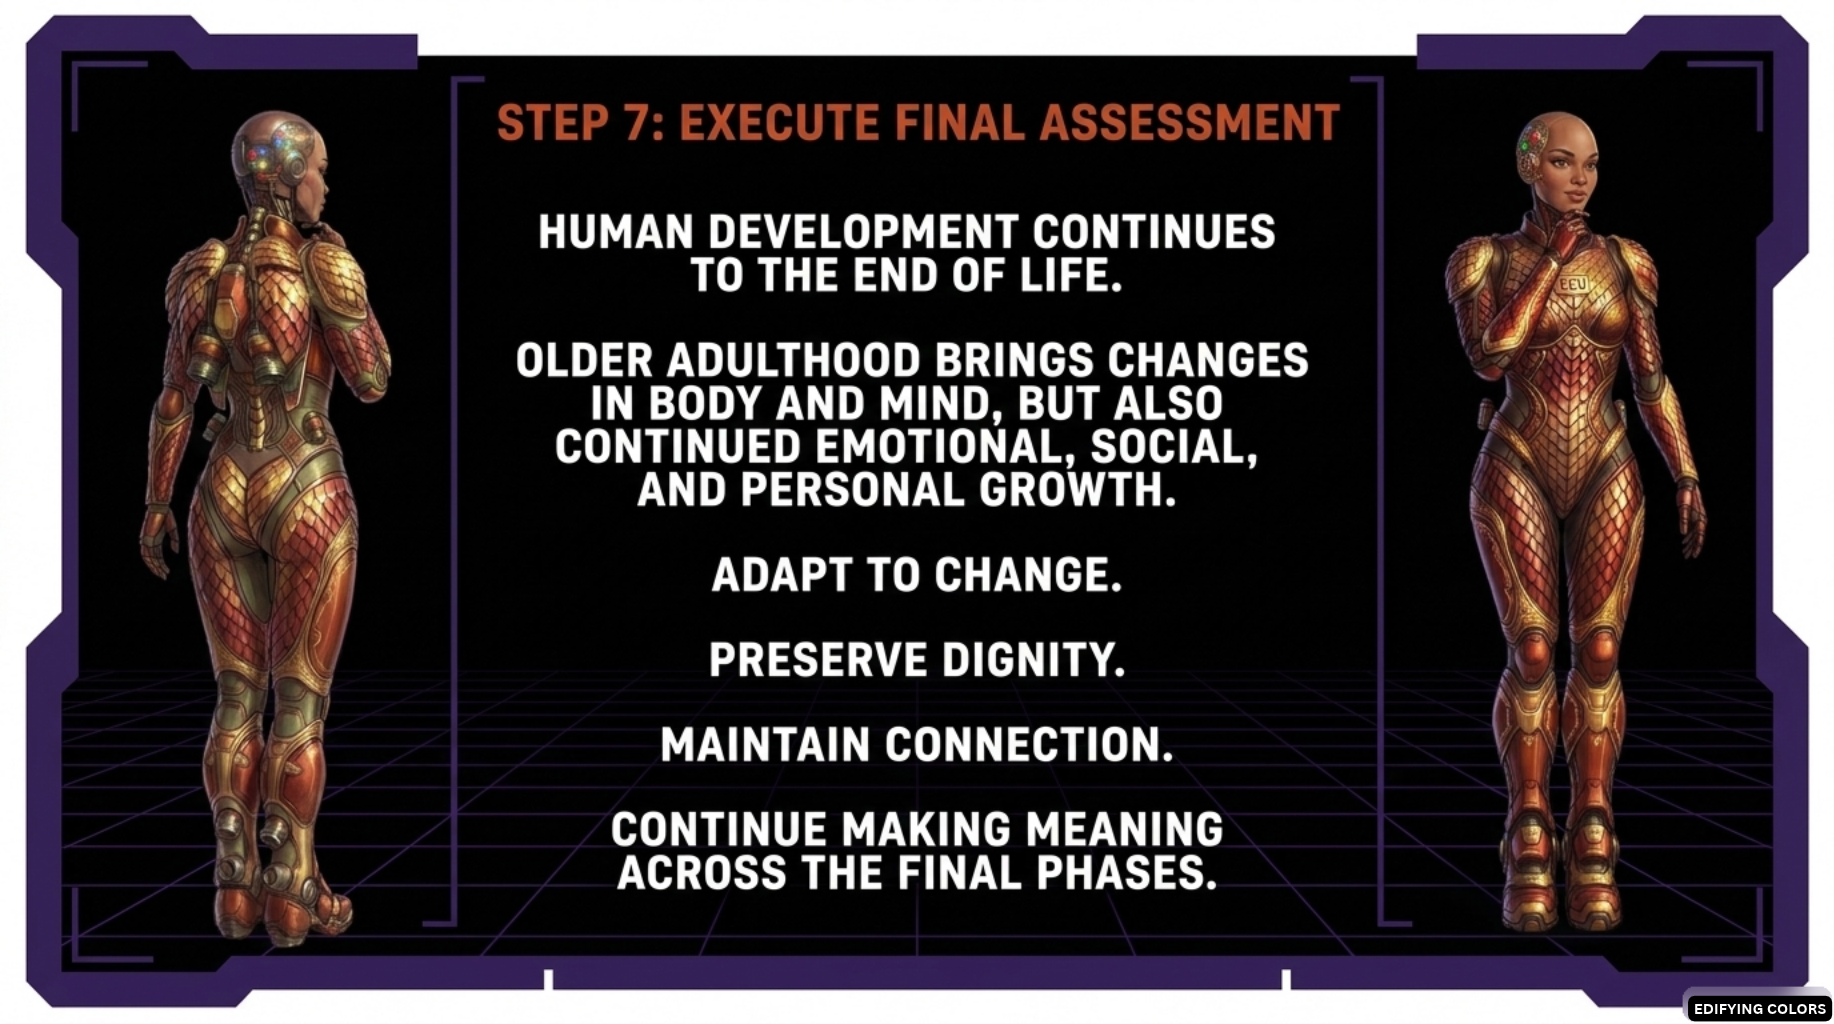 STEP 7: EXECUTE FINAL ASSESSMENT
HUMAN DEVELOPMENT CONTINUES
TO THE END OF LIFE.
OLDER ADULTHOOD BRINGS CHANGES
IN BODY AND MIND, BUT ALSO
CONTINUED EMOTIONAL, SOCIAL,
AND PERSONAL GROWTH.
ADAPT TO CHANGE.
PRESERVE DIGNITY.
MAINTAIN CONNECTION.
CONTINUE MAKING MEANING
ACROSS THE FINAL PHASES.
EEU
EDIFYING COLORS